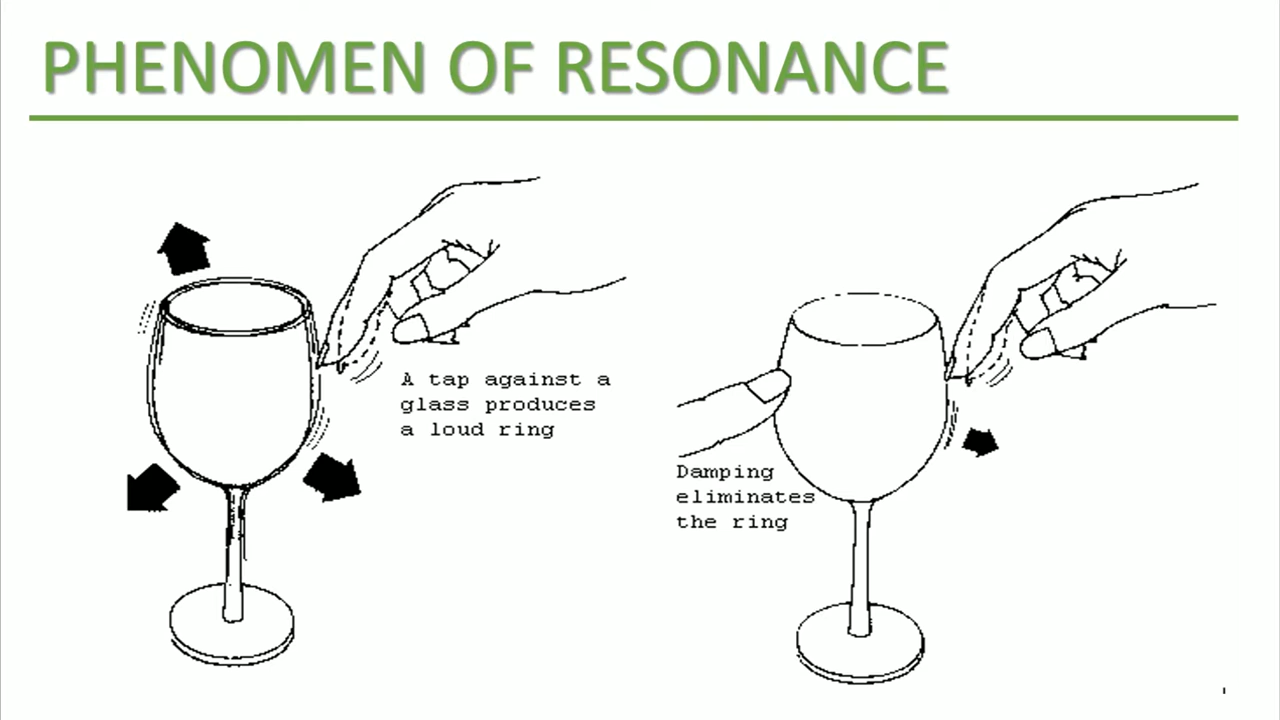 PHENOMEN OF RESONANCE
A tap against a
glass produces
a loud ring
Damping
eliminates
the ring